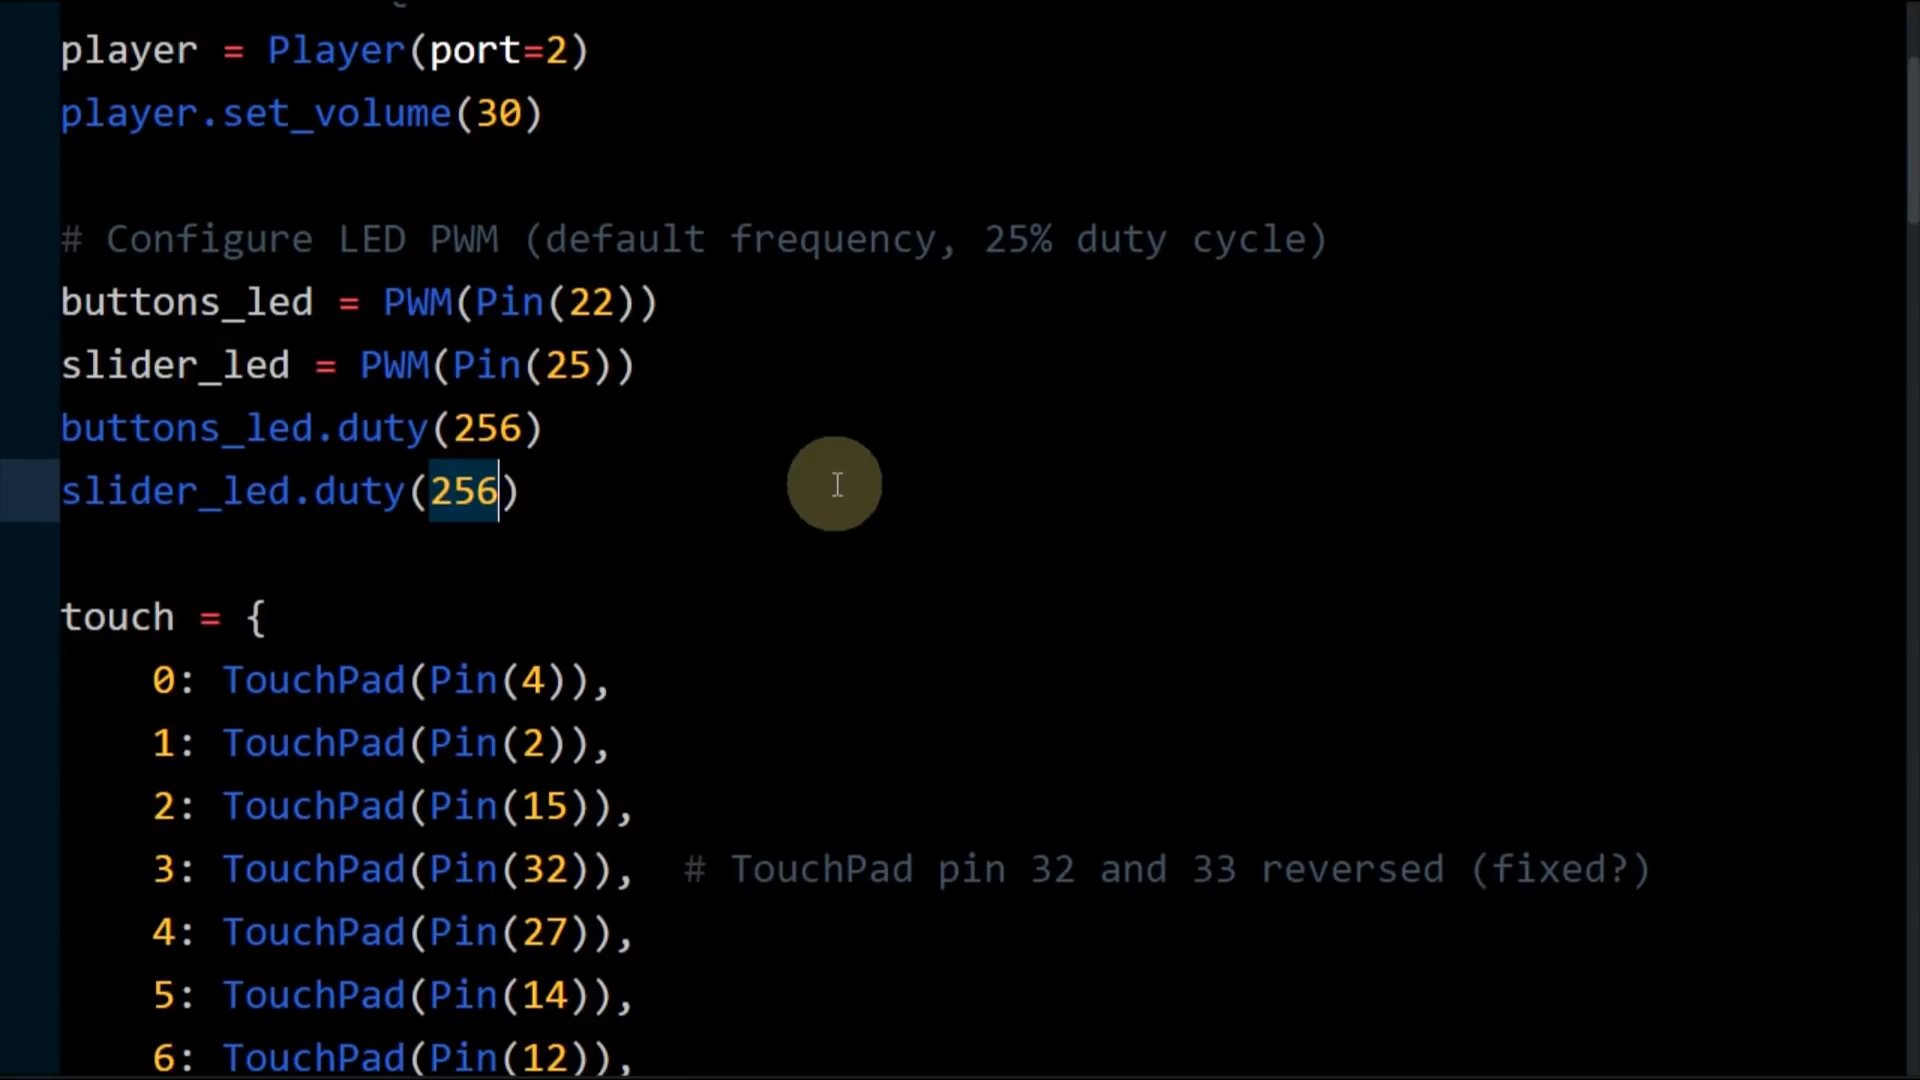 player = Player(port=2)
player.set_volume(30)
# Configure LED PWM (default frequency, 25% duty cycle)
buttons_led = PWM(Pin(22))
slider_led = PWM(Pin(25))
buttons_led.duty(256)
slider_led.duty(256)
touch = {
0: TouchPad(Pin(4)),
1: TouchPad(Pin(2)),
2: TouchPad(Pin(15)),
3: TouchPad(Pin(32)),  # TouchPad pin 32 and 33 reversed (fixed?)
4: TouchPad(Pin(27)),
5: TouchPad(Pin(14)),
6: TouchPad(Pin(12)),